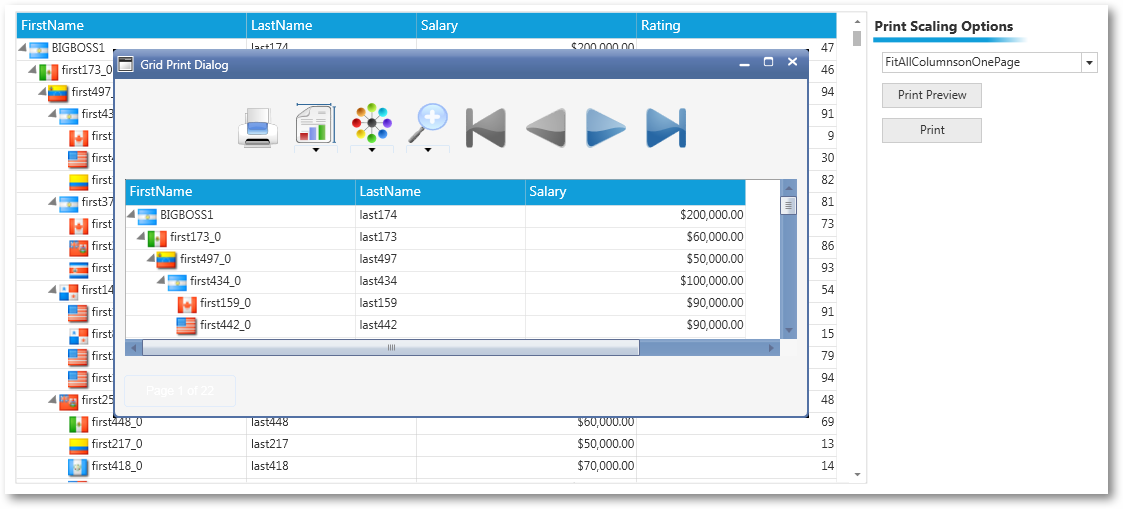 FirstName LastName Salary Rating
Print Scaling Options
BIGBOSS1 last174 $200,000.00 47
FitAllColumnsonOnePage
Grid Print Dialog
first173_0 46
first497_ 94
Print Preview
first43 91
first 9
Print
first4 30
first 82
first37 81
FirstName LastName Salary
first 73
BIGBOSS1 last174 $200,000.00
first173_0 last173 $60,000.00
first 86
first497_0 last497 $50,000.00
first 93
first434_0 last434 $100,000.00
first14 54
first159_0 last159 $90,000.00
first 91
first442_0 last442 $90,000.00
first 15
first 79
first 94
Page 1 of 22
first25 48
first448_0 last448 $60,000.00 69
first217_0 last217 $50,000.00 13
first418_0 last418 $70,000.00 14